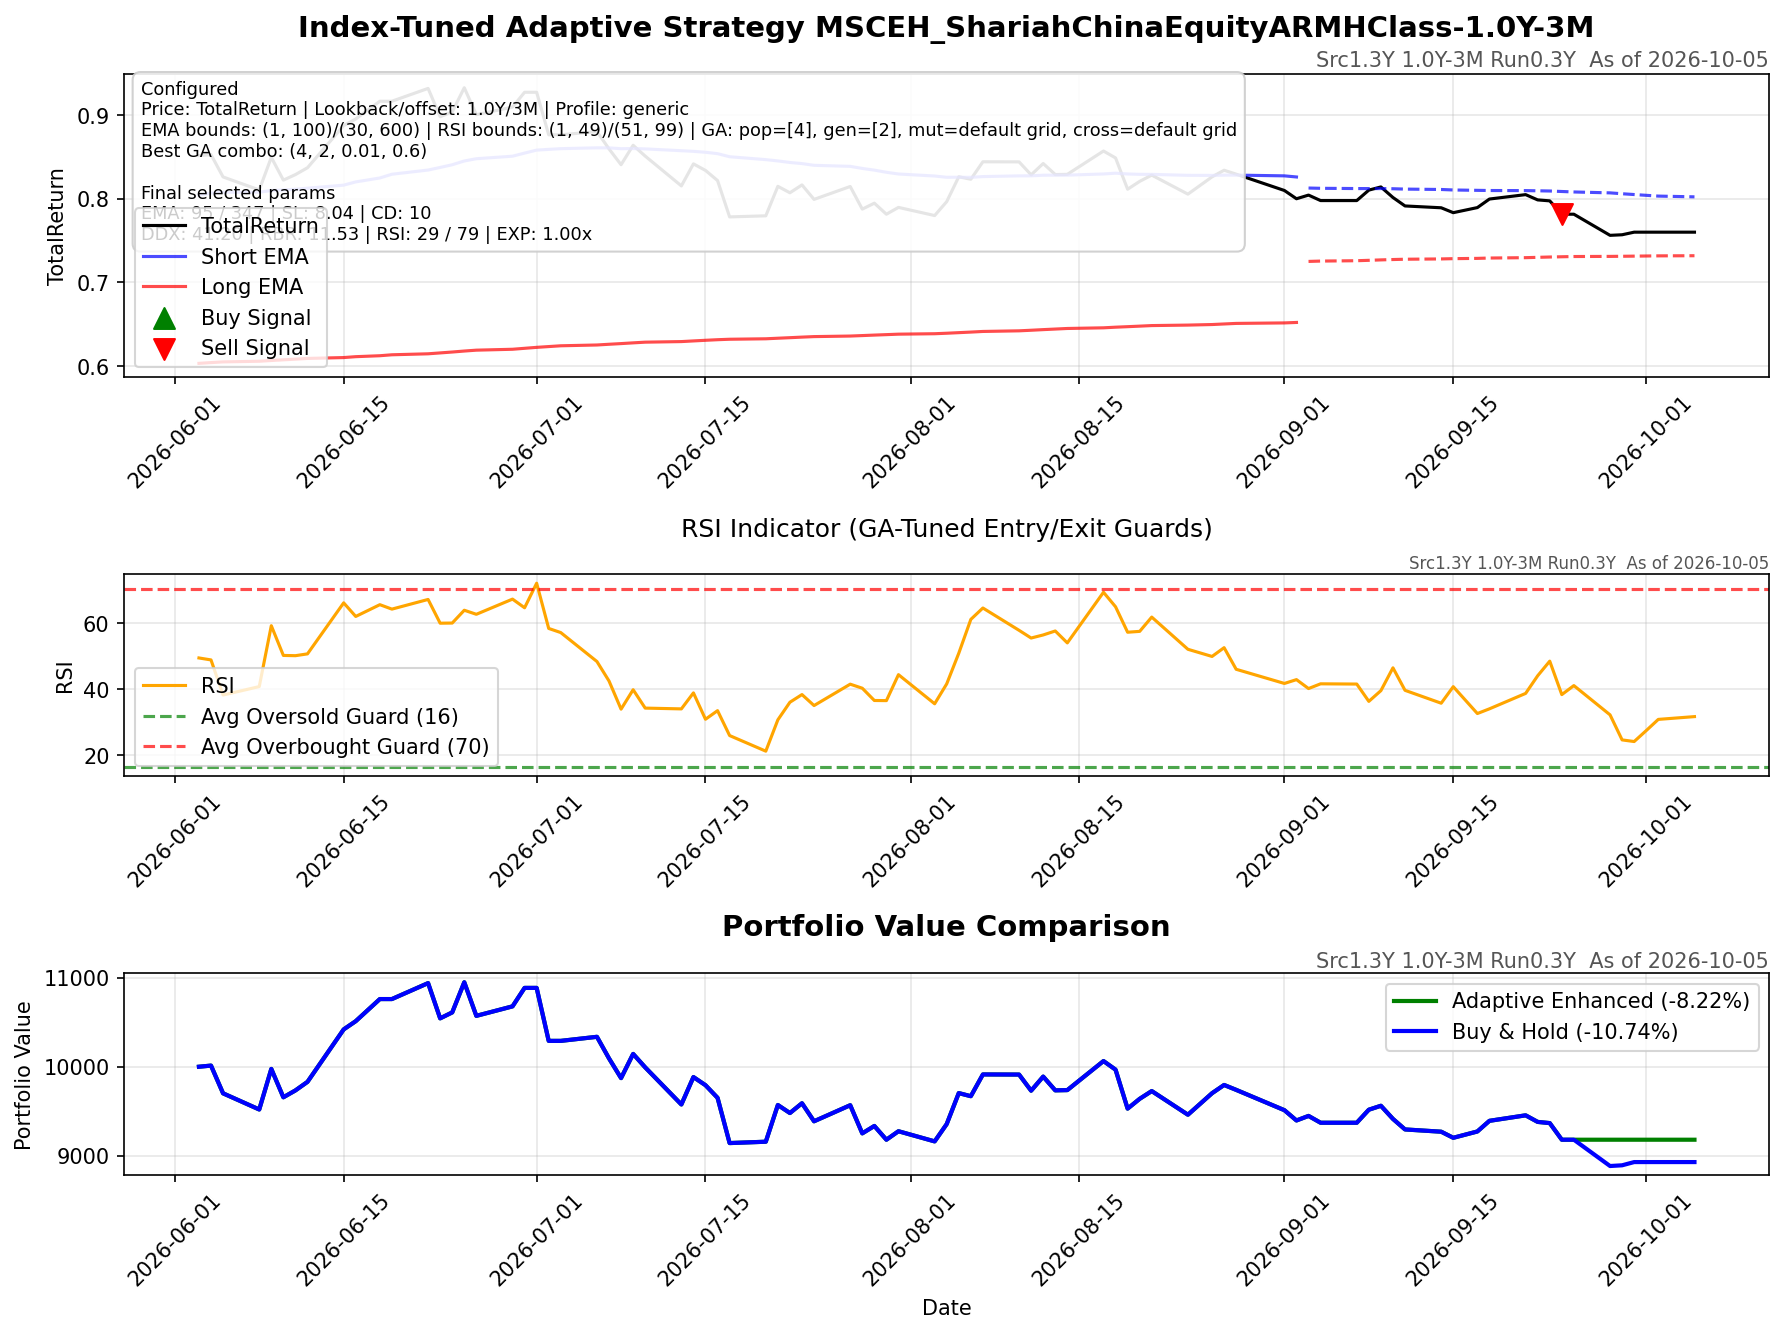 Index-Tuned Adaptive Strategy MSCEH_ShariahChinaEquityARMHClass-1.0Y-3M
Src1.3Y 1.0Y-3M Run0.3Y  As of 2026-10-05
Configured
Price: TotalReturn | Lookback/offset: 1.0Y/3M | Profile: generic
EMA bounds: (1, 100)/(30, 600) | RSI bounds: (1, 49)/(51, 99) | GA: pop=[4], gen=[2], mut=default grid, cross=default grid
Best GA combo: (4, 2, 0.01, 0.6)
Final selected params
EMA: 95 / 347 | SL: 8.04 | CD: 10
DDX: 41.20 | RBR: 11.53 | RSI: 29 / 79 | EXP: 1.00x
TotalReturn
Short EMA
Long EMA
Buy Signal
Sell Signal
TotalReturn
0.9
0.8
0.7
0.6
2026-06-01
2026-06-15
2026-07-01
2026-07-15
2026-08-01
2026-08-15
2026-09-01
2026-09-15
2026-10-01
RSI Indicator (GA-Tuned Entry/Exit Guards)
Src1.3Y 1.0Y-3M Run0.3Y  As of 2026-10-05
RSI
60
40
20
RSI
Avg Oversold Guard (16)
Avg Overbought Guard (70)
2026-06-01
2026-06-15
2026-07-01
2026-07-15
2026-08-01
2026-08-15
2026-09-01
2026-09-15
2026-10-01
Portfolio Value Comparison
Src1.3Y 1.0Y-3M Run0.3Y  As of 2026-10-05
Portfolio Value
11000
10000
9000
Adaptive Enhanced (-8.22%)
Buy & Hold (-10.74%)
2026-06-01
2026-06-15
2026-07-01
2026-07-15
2026-08-01
2026-08-15
2026-09-01
2026-09-15
2026-10-01
Date